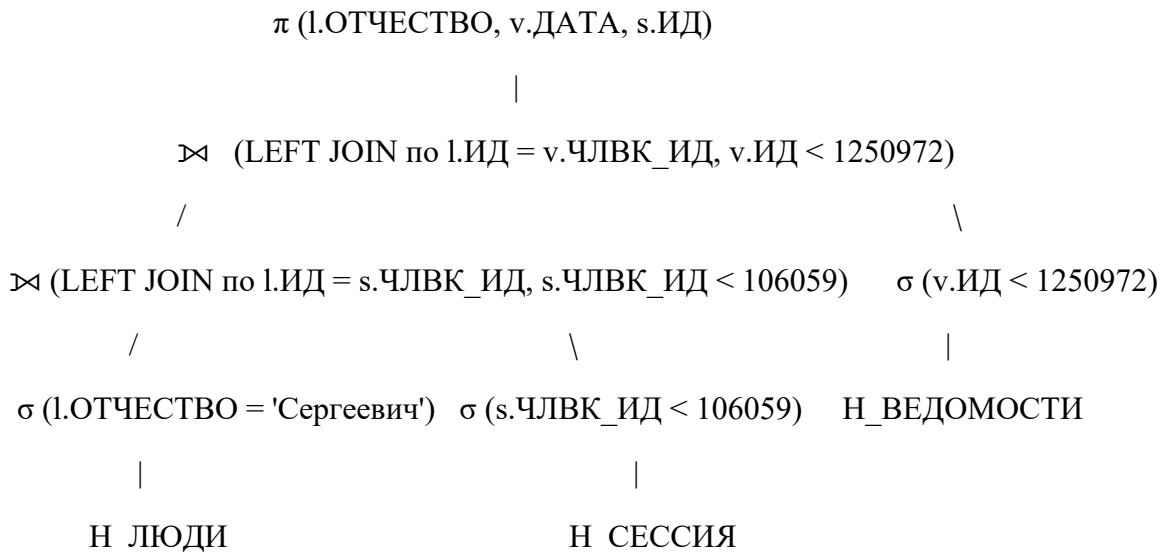 π (l.ОТЧЕСТВО, v.ДАТА, s.ИД)
|
⟕ (LEFT JOIN по l.ИД = v.ЧЛВК_ИД, v.ИД < 1250972)
/ \
⟕ (LEFT JOIN по l.ИД = s.ЧЛВК_ИД, s.ЧЛВК_ИД < 106059) σ (v.ИД < 1250972)
/ \ |
σ (l.ОТЧЕСТВО = 'Сергеевич') σ (s.ЧЛВК_ИД < 106059) Н_ВЕДОМОСТИ
| |
Н_ЛЮДИ Н_СЕССИЯ